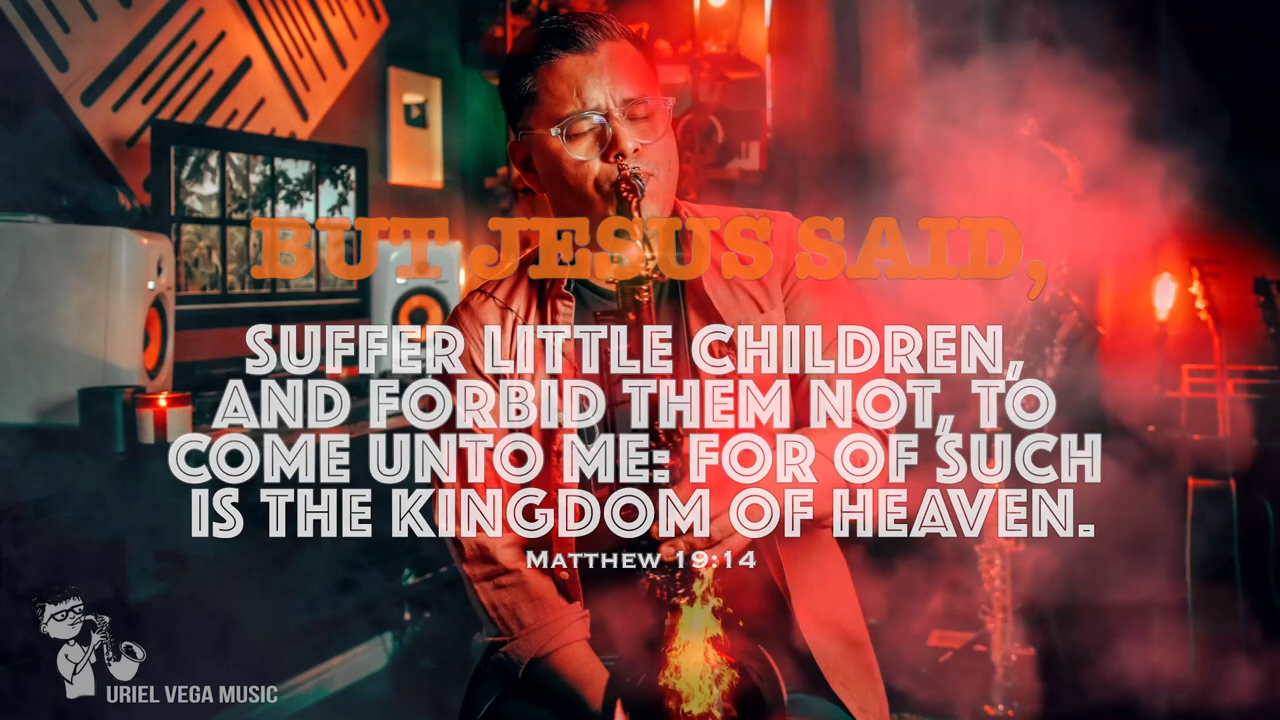 BUT JESUS SAID,
SUFFER LITTLE CHILDREN,
AND FORBID THEM NOT, TO
COME UNTO ME: FOR OF SUCH
IS THE KINGDOM OF HEAVEN.
MATTHEW 19:14
URIEL VEGA MUSIC